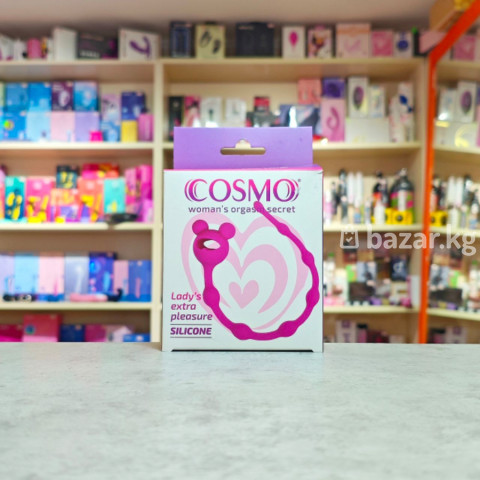 COSMO®
woman's orgasm secret
bazar.kg
Lady's
extra
pleasure
SILICONE